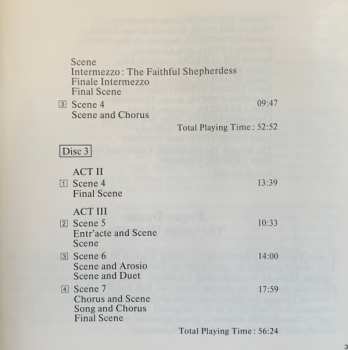 Scene
Intermezzo: The Faithful Shepherdess
Finale Intermezzo
Final Scene
3 Scene 4 09:47
Scene and Chorus
Total Playing Time: 52:52
Disc 3
ACT II
1 Scene 4 13:39
Final Scene
ACT III
2 Scene 5 10:33
Entr'acte and Scene
Scene
3 Scene 6 14:00
Scene and Arosio
Scene and Duet
4 Scene 7 17:59
Chorus and Scene
Song and Chorus
Final Scene
Total Playing Time: 56:24
3